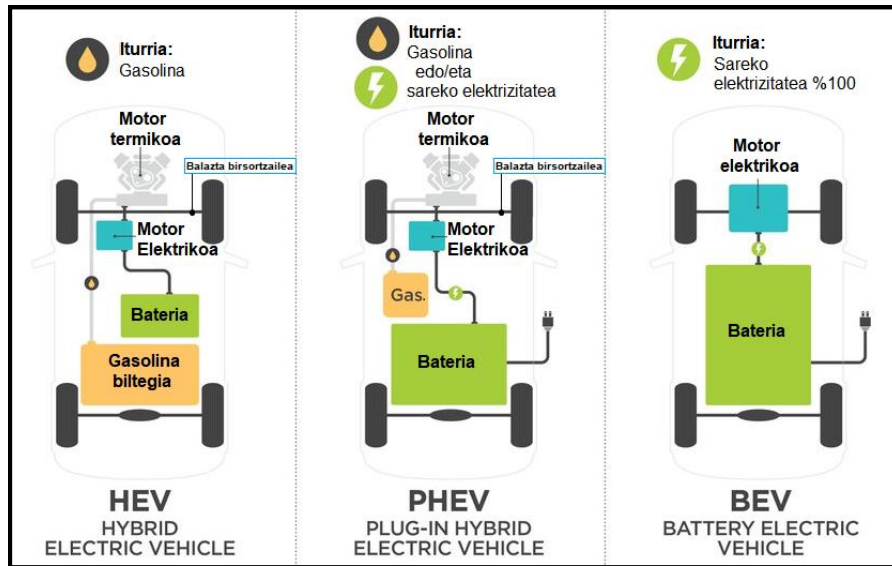 Iturria:
Gasolina
Motor
termikoa
Balazta birsortzailea
Motor
Elektrikoa
Bateria
Gasolina
biltegia
HEV
HYBRID
ELECTRIC VEHICLE
Iturria:
Gasolina
edo/eta
sareko elektrizitatea
Motor
termikoa
Balazta birsortzailea
Motor
Elektrikoa
Gas.
Bateria
PHEV
PLUG-IN HYBRID
ELECTRIC VEHICLE
Iturria:
Sareko
elektrizitatea %100
Motor
elektrikoa
Bateria
BEV
BATTERY ELECTRIC
VEHICLE